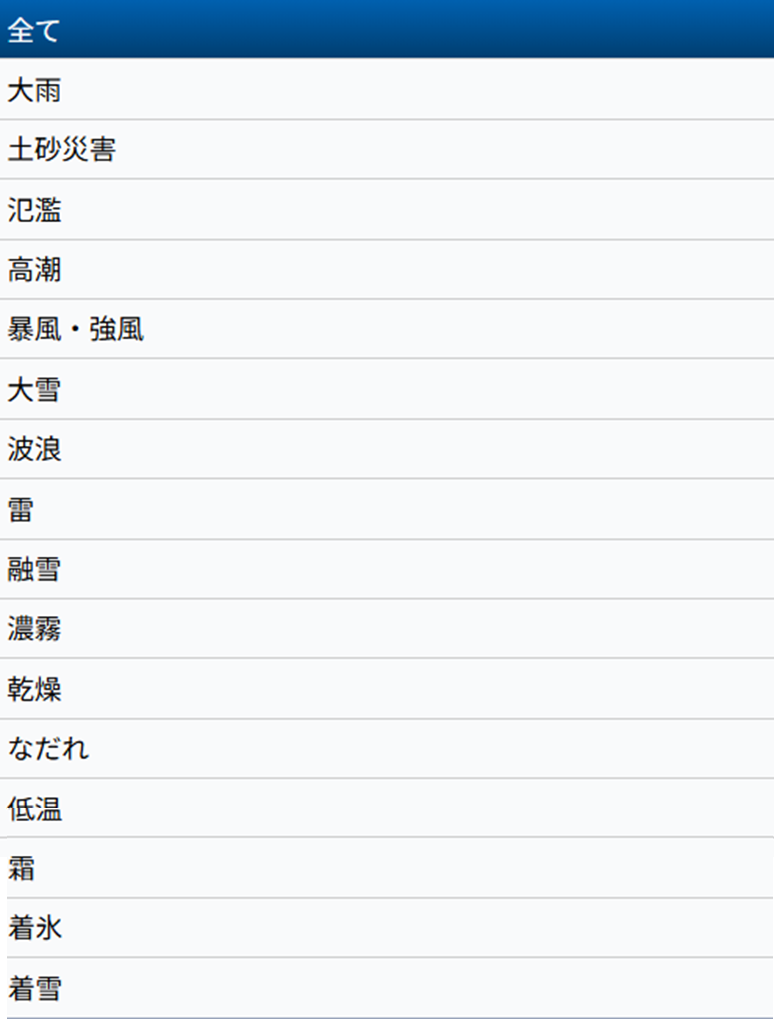 全て
大雨
土砂災害
氾濫
高潮
暴風・強風
大雪
波浪
雷
融雪
濃霧
乾燥
なだれ
低温
霜
着氷
着雪